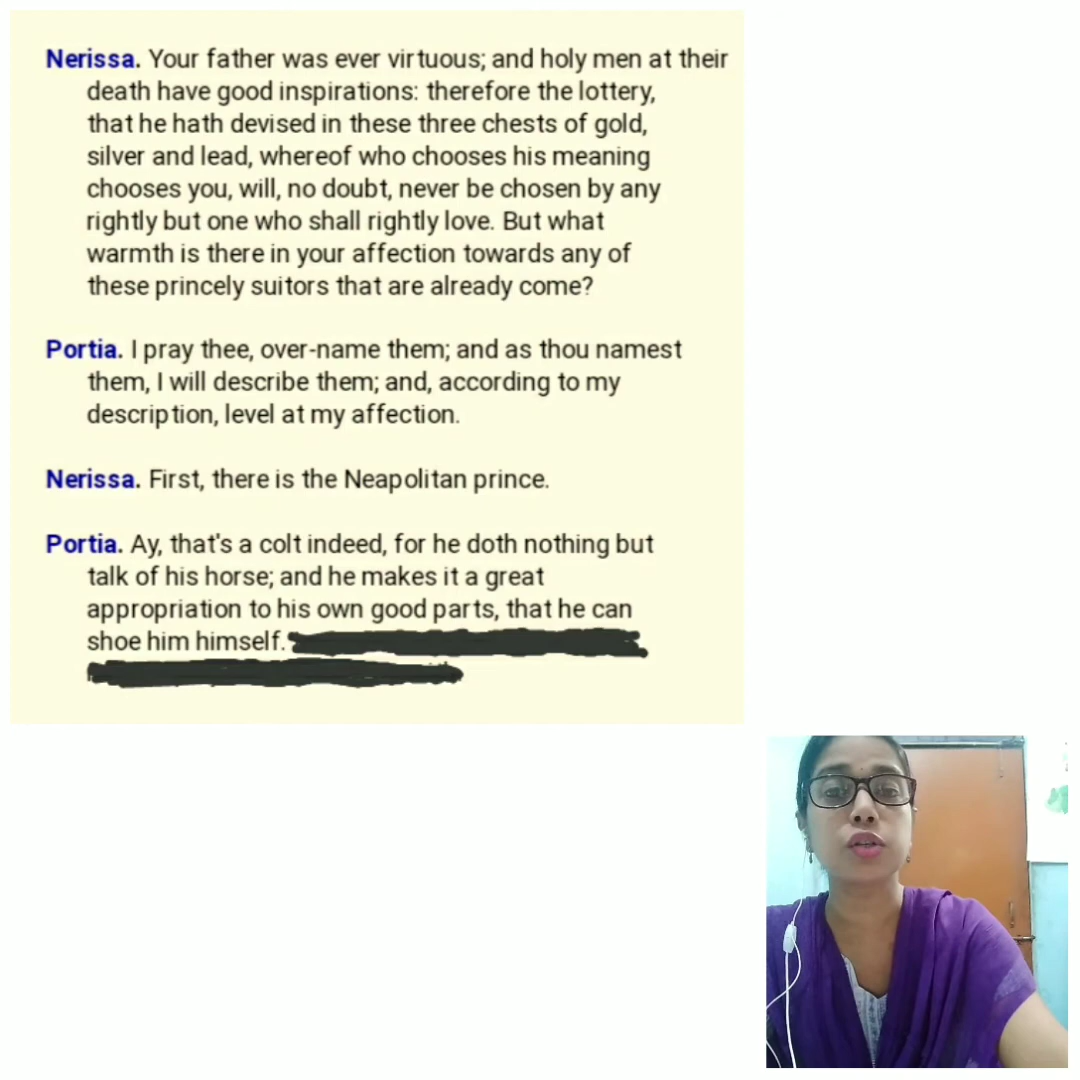 Nerissa. Your father was ever virtuous; and holy men at their
death have good inspirations: therefore the lottery,
that he hath devised in these three chests of gold,
silver and lead, whereof who chooses his meaning
chooses you, will, no doubt, never be chosen by any
rightly but one who shall rightly love. But what
warmth is there in your affection towards any of
these princely suitors that are already come?
Portia. I pray thee, over-name them; and as thou namest
them, I will describe them; and, according to my
description, level at my affection.
Nerissa. First, there is the Neapolitan prince.
Portia. Ay, that's a colt indeed, for he doth nothing but
talk of his horse; and he makes it a great
appropriation to his own good parts, that he can
shoe him himself.